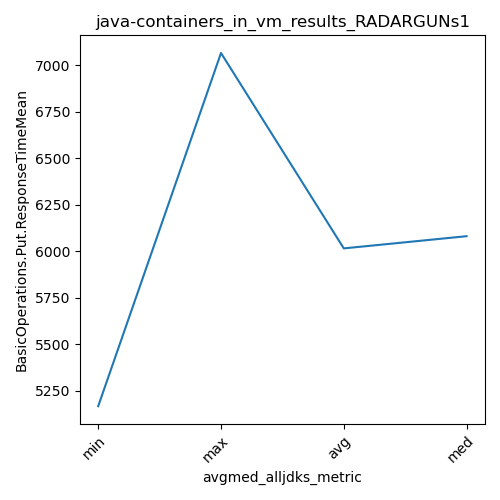 java-containers_in_vm_results_RADARGUNs1
BasicOperations.Put.ResponseTimeMean
7000
6750
6500
6250
6000
5750
5500
5250
min
max
avg
med
avgmed_alljdks_metric